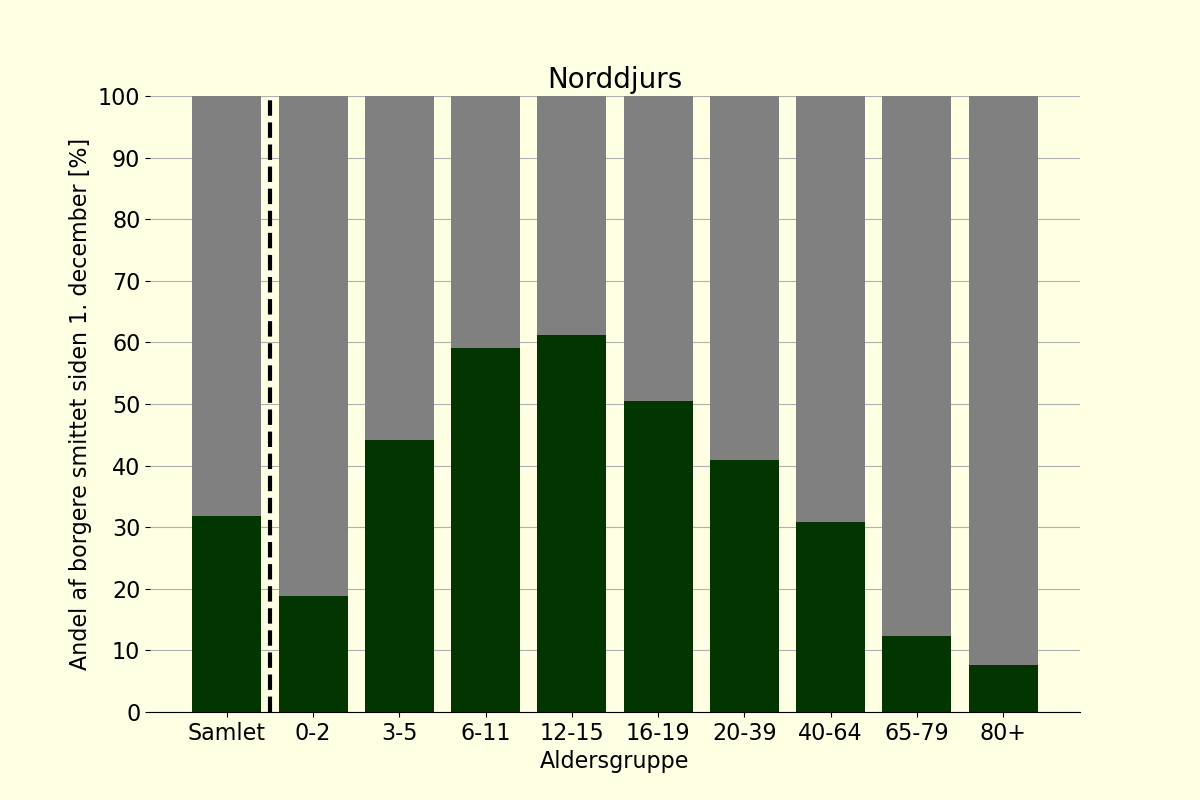 Norddjurs
Andel af borgere smittet siden 1. december [%]
100
90
80
70
60
50
40
30
20
10
0
Samlet 0-2 3-5 6-11 12-15 16-19 20-39 40-64 65-79 80+
Aldersgruppe